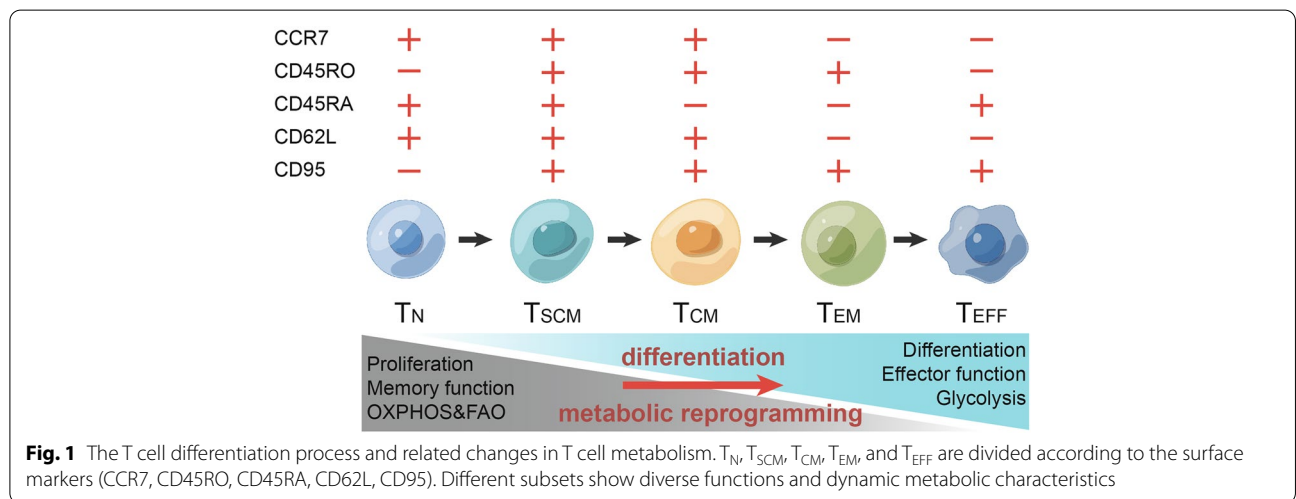 CCR7 + + + − −
CD45RO − + + + −
CD45RA + + − − +
CD62L + + + − −
CD95 − + + + +
TN TSCM TCM TEM TEFF
Proliferation
Memory function
OXPHOS&FAO
differentiation
metabolic reprogramming
Differentiation
Effector function
Glycolysis
Fig. 1 The T cell differentiation process and related changes in T cell metabolism. TN, TSCM, TCM, TEM, and TEFF are divided according to the surface
markers (CCR7, CD45RO, CD45RA, CD62L, CD95). Different subsets show diverse functions and dynamic metabolic characteristics